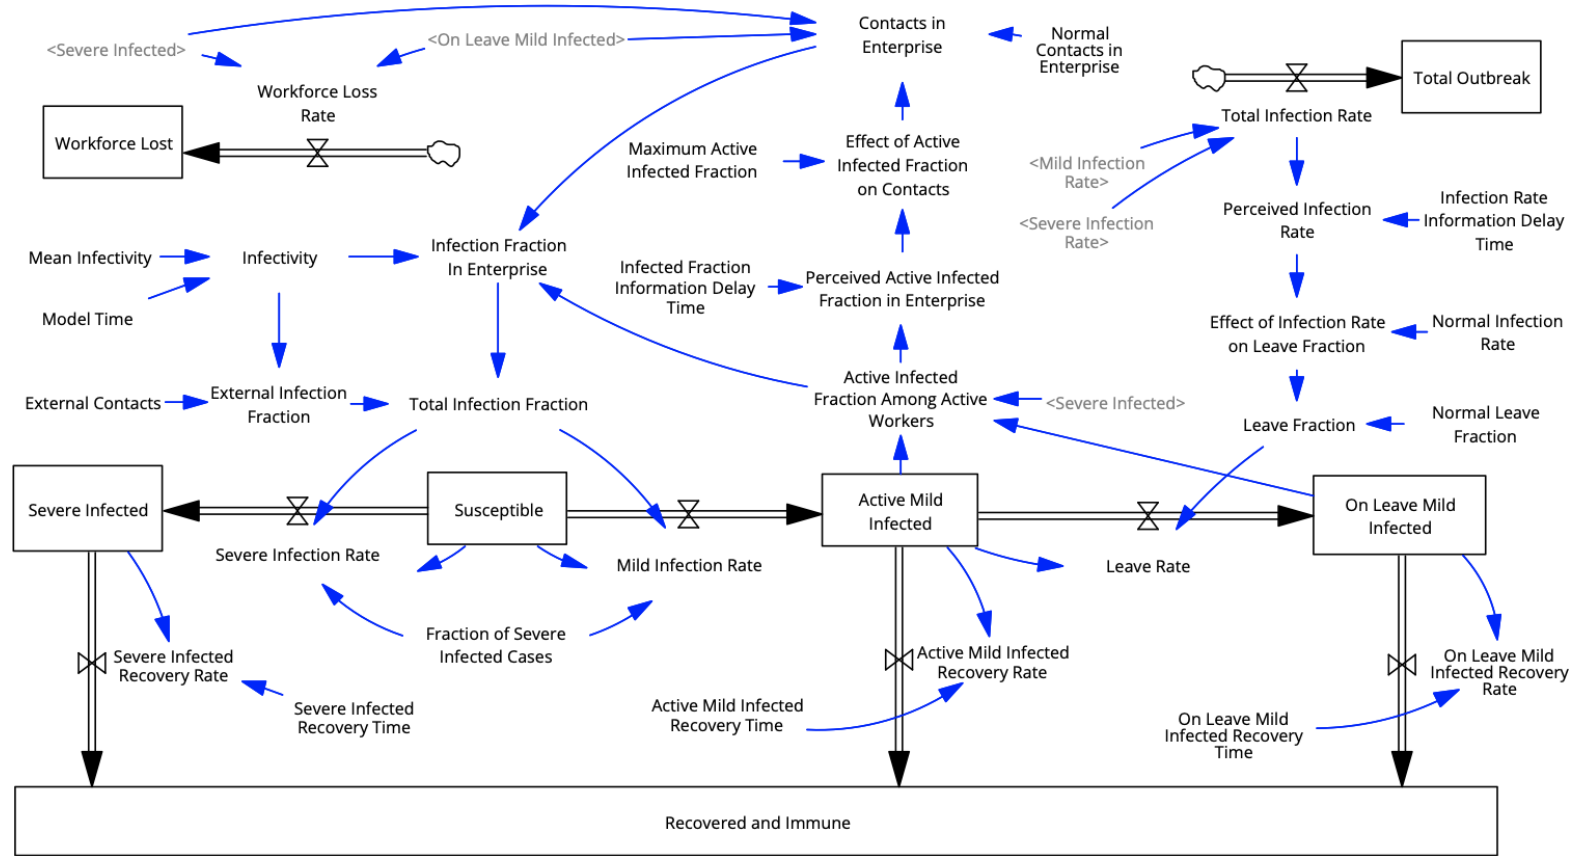 <Severe Infected>
<On Leave Mild Infected>
Contacts in
Enterprise
Normal
Contacts in
Enterprise
Total Outbreak
Workforce Loss
Rate
Total Infection Rate
Workforce Lost
Maximum Active
Infected Fraction
Effect of Active
Infected Fraction
on Contacts
<Mild Infection
Rate>
<Severe Infection
Rate>
Perceived Infection
Rate
Infection Rate
Information Delay
Time
Mean Infectivity
Infectivity
Infection Fraction
In Enterprise
Infected Fraction
Information Delay
Time
Perceived Active Infected
Fraction in Enterprise
Model Time
Effect of Infection Rate
on Leave Fraction
Normal Infection
Rate
External Contacts
External Infection
Fraction
Total Infection Fraction
Active Infected
Fraction Among Active
Workers
<Severe Infected>
Leave Fraction
Normal Leave
Fraction
Severe Infected
Susceptible
Active Mild
Infected
On Leave Mild
Infected
Severe Infection Rate
Mild Infection Rate
Leave Rate
Fraction of Severe
Infected Cases
Severe Infected
Recovery Rate
Active Mild Infected
Recovery Rate
On Leave Mild
Infected Recovery
Rate
Severe Infected
Recovery Time
Active Mild Infected
Recovery Time
On Leave Mild
Infected Recovery
Time
Recovered and Immune